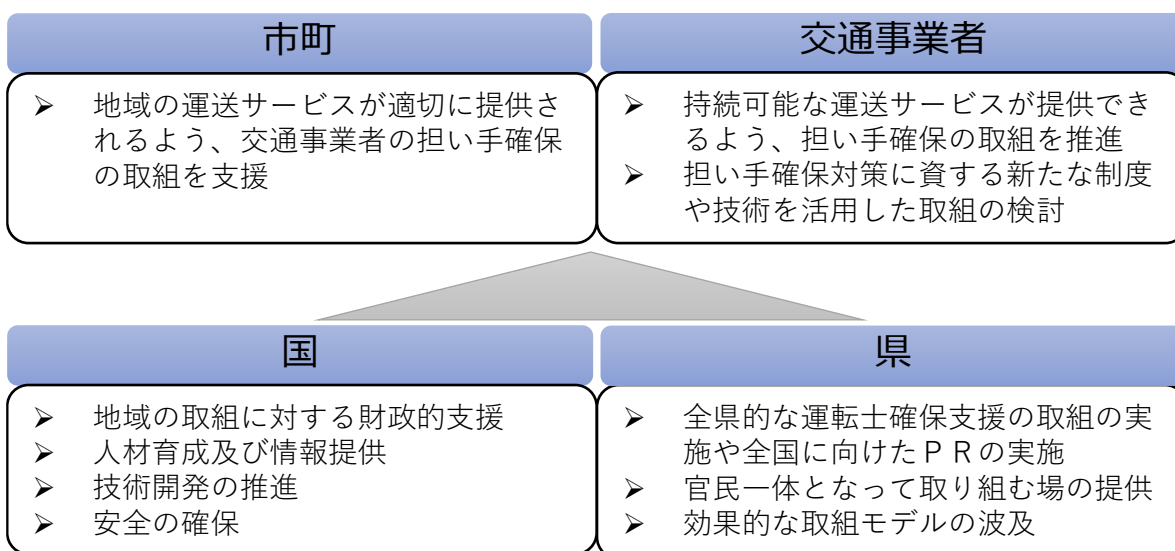 市町
➢ 地域の運送サービスが適切に提供さ
れるよう、交通事業者の担い手確保
の取組を支援
交通事業者
➢ 持続可能な運送サービスが提供でき
るよう、担い手確保の取組を推進
➢ 担い手確保対策に資する新たな制度
や技術を活用した取組の検討
国
➢ 地域の取組に対する財政的支援
➢ 人材育成及び情報提供
➢ 技術開発の推進
➢ 安全の確保
県
➢ 全県的な運転士確保支援の取組の実
施や全国に向けたＰＲの実施
➢ 官民一体となって取り組む場の提供
➢ 効果的な取組モデルの波及